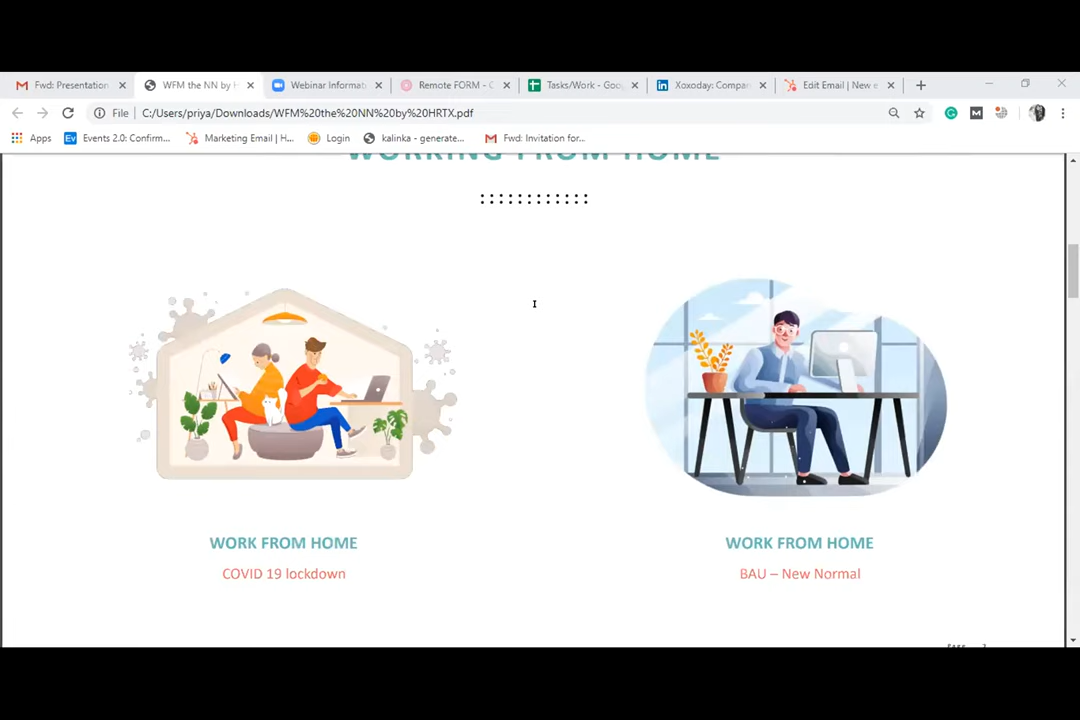 Fwd: Presentation
WFM the NN by H
Webinar Informat
Remote FORM - C
Tasks/Work - Goo
Xoxoday: Compan
Edit Email | New e
File | C:/Users/priya/Downloads/WFM%20the%20NN%20by%20HRTX.pdf
Apps
Events 2.0: Confirm...
Marketing Email | H...
Login
kalinka - generate...
Fwd: Invitation for...
WORKING FROM HOME
WORK FROM HOME
COVID 19 lockdown
WORK FROM HOME
BAU – New Normal